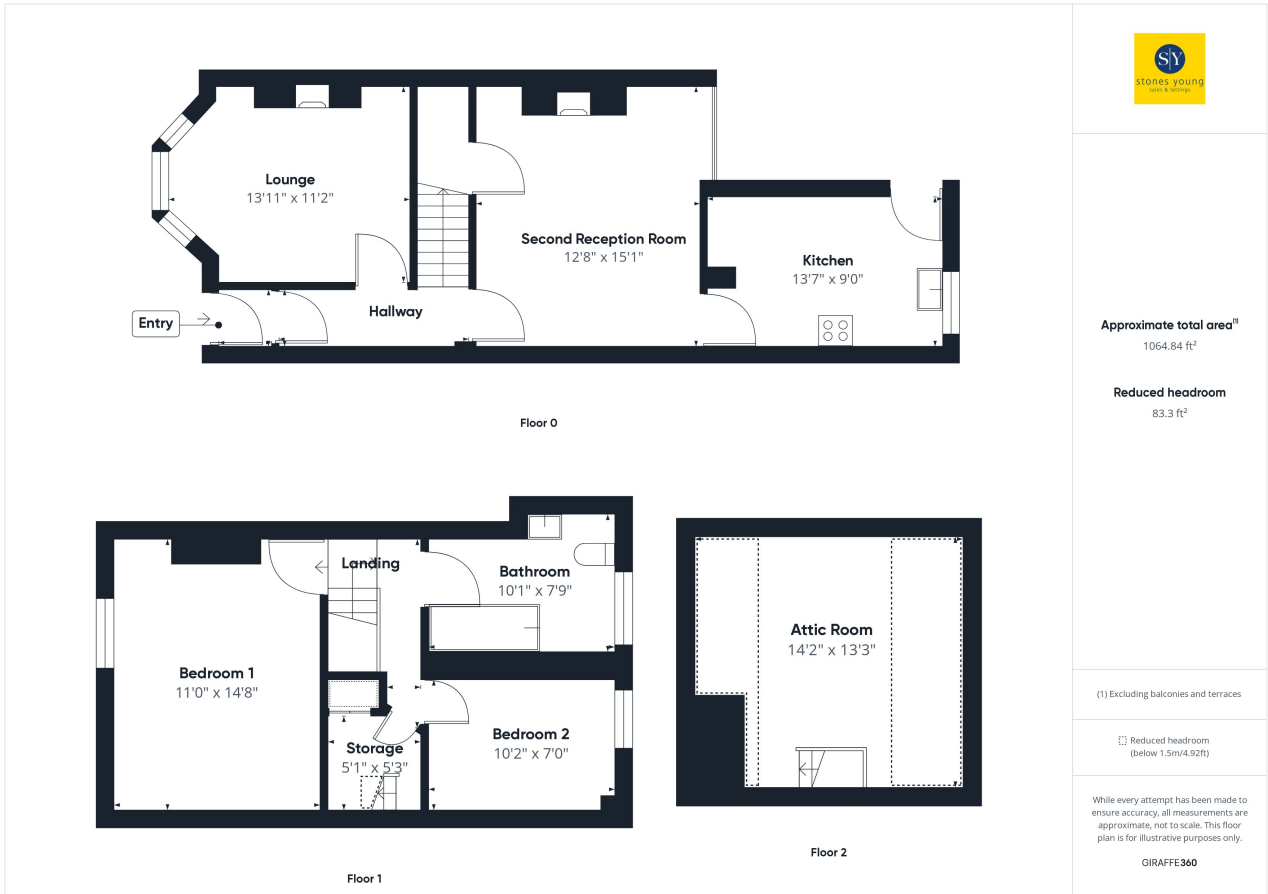 Lounge
13'11" x 11'2"
Second Reception Room
12'8" x 15'1"
Kitchen
13'7" x 9'0"
Hallway
Entry
Floor 0
Landing
Bathroom
10'1" x 7'9"
Bedroom 1
11'0" x 14'8"
Bedroom 2
10'2" x 7'0"
Storage
5'1" x 5'3"
Floor 1
Attic Room
14'2" x 13'3"
Floor 2
S|Y
stones young
sales & lettings
Approximate total area(1)
1064.84 ft²
Reduced headroom
83.3 ft²
(1) Excluding balconies and terraces
Reduced headroom
(below 1.5m/4.92ft)
While every attempt has been made to
ensure accuracy, all measurements are
approximate, not to scale. This floor
plan is for illustrative purposes only.
GIRAFFE360